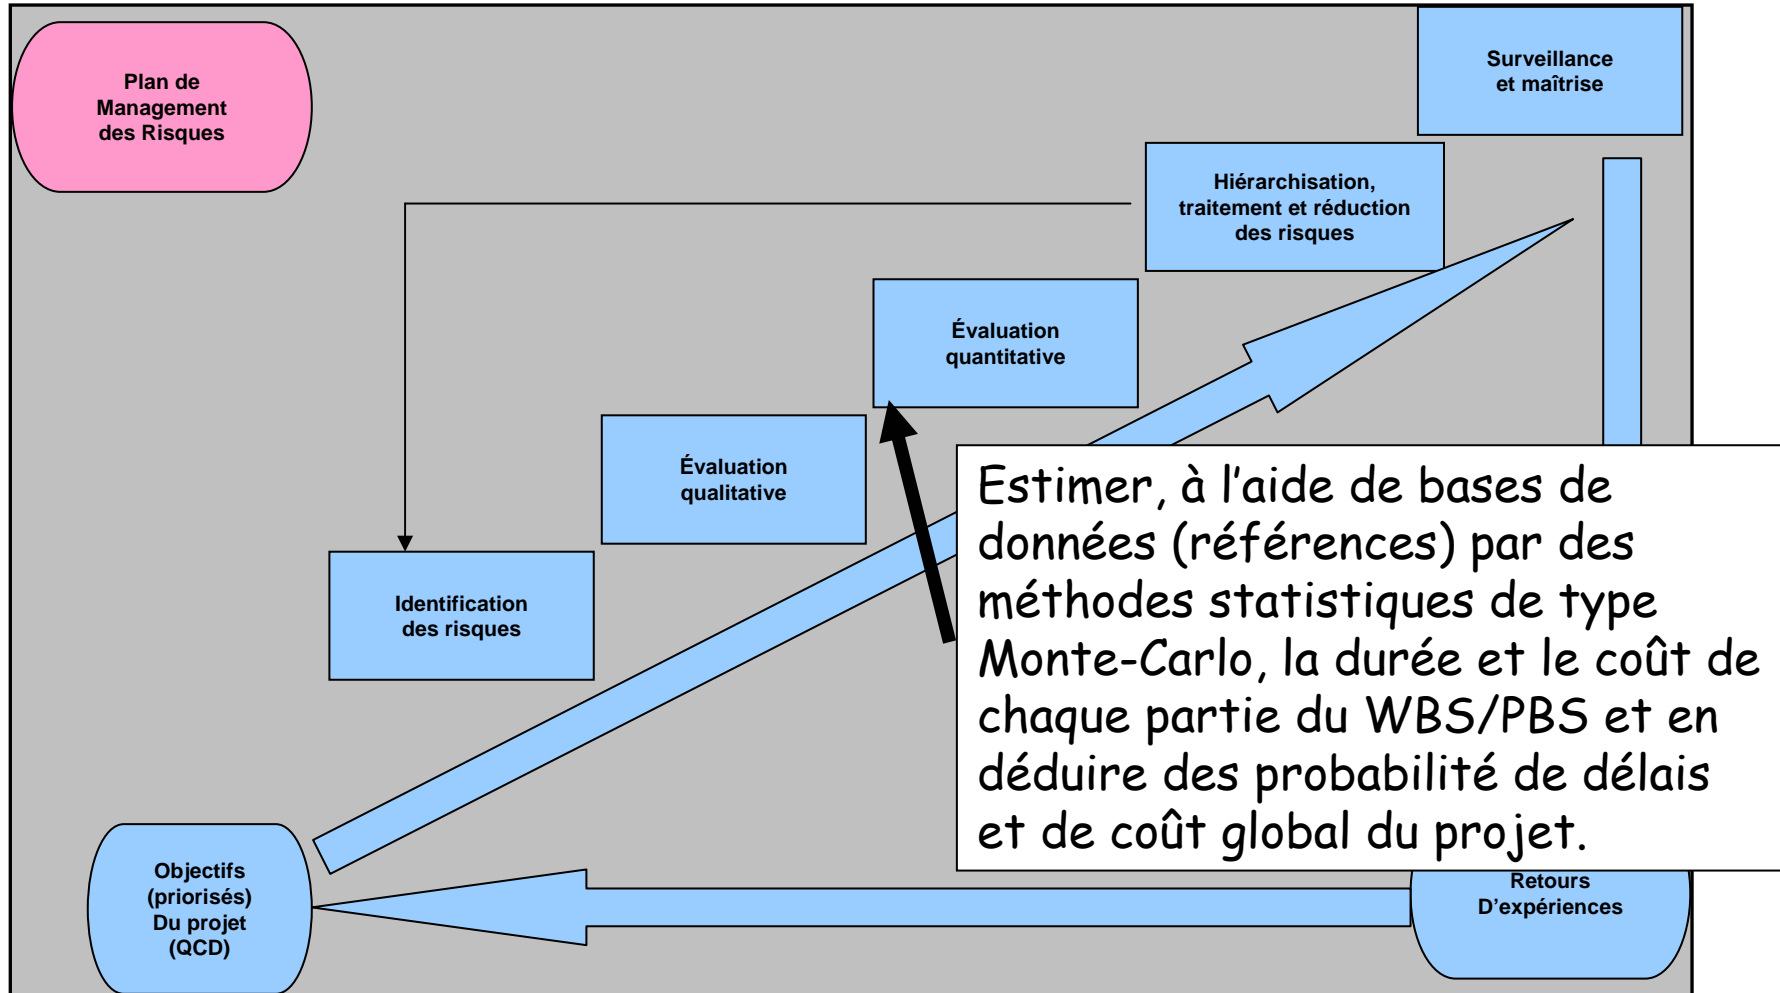 Plan de
Management
des Risques
Surveillance
et maîtrise
Hiérarchisation,
traitement et réduction
des risques
Évaluation
quantitative
Évaluation
qualitative
Identification
des risques
Estimer, à l'aide de bases de
données (références) par des
méthodes statistiques de type
Monte-Carlo, la durée et le coût de
chaque partie du WBS/PBS et en
déduire des probabilité de délais
et de coût global du projet.
Objectifs
(priorisés)
Du projet
(QCD)
Retours
D'expériences